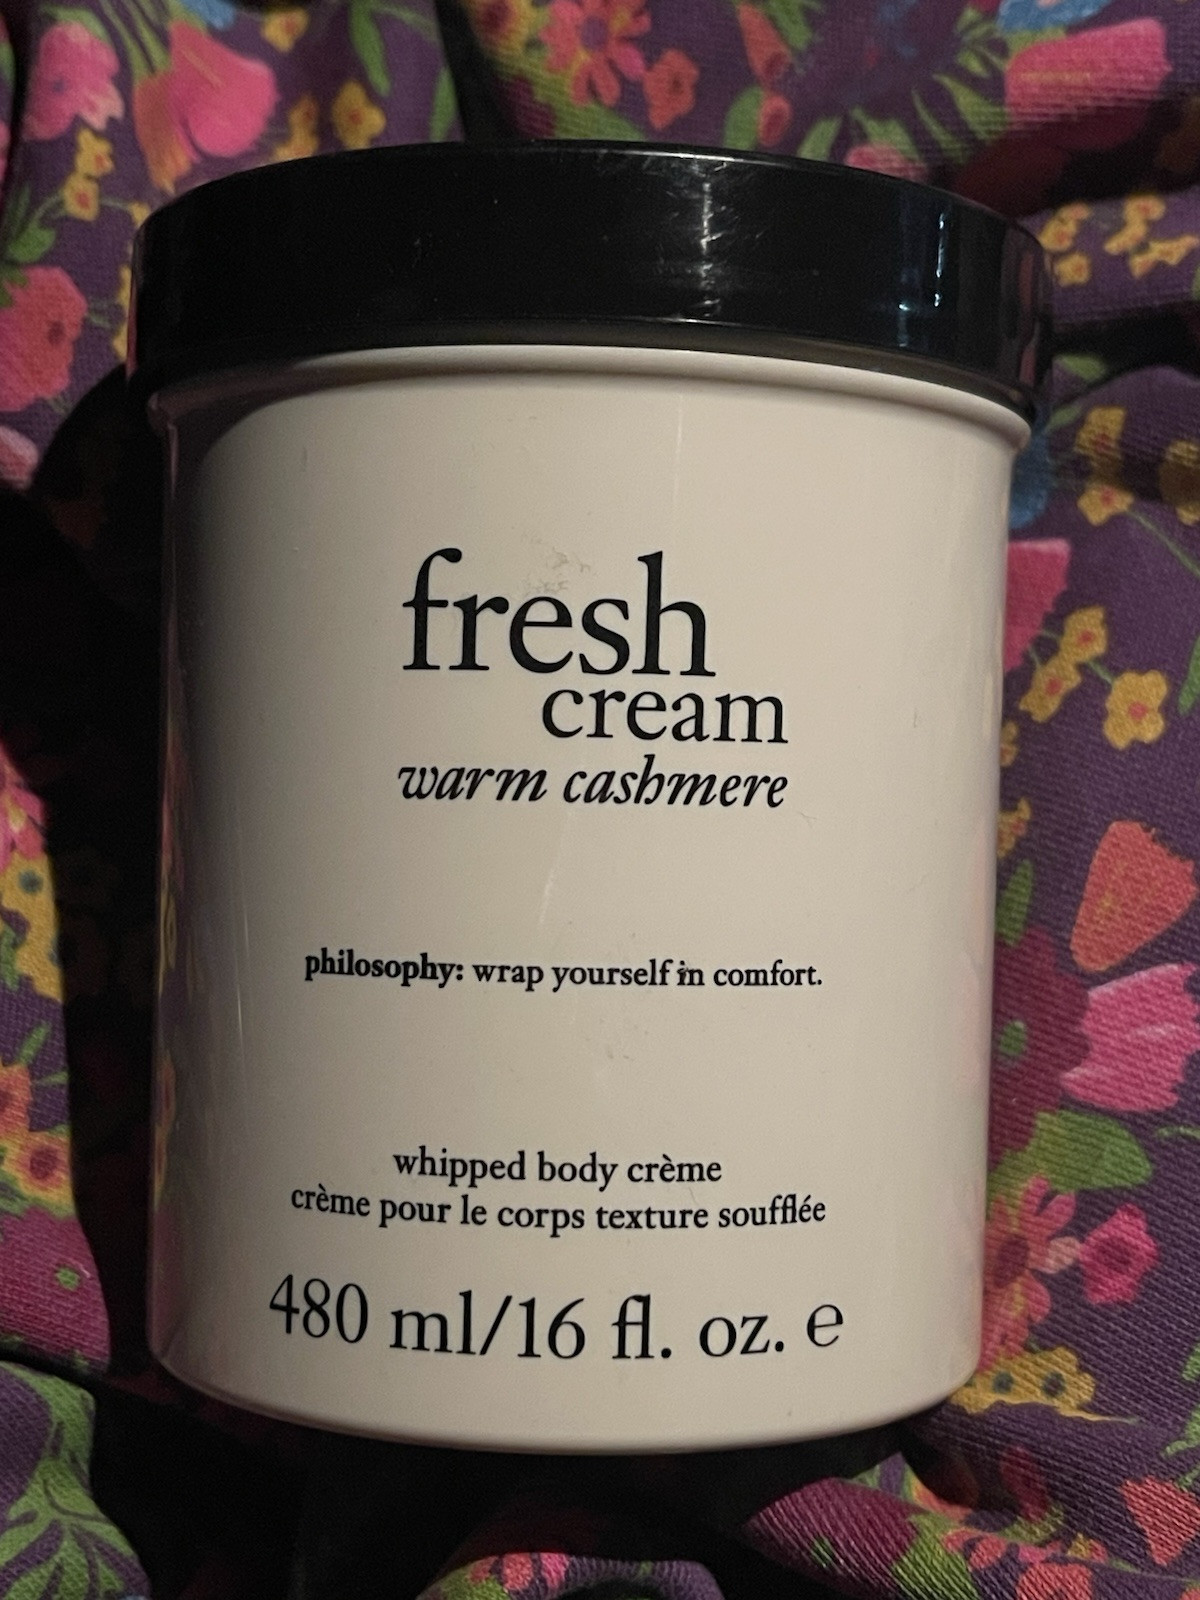 fresh
cream
warm cashmere
philosophy: wrap yourself in comfort.
whipped body crème
crème pour le corps texture soufflée
480 ml/16 fl. oz. e